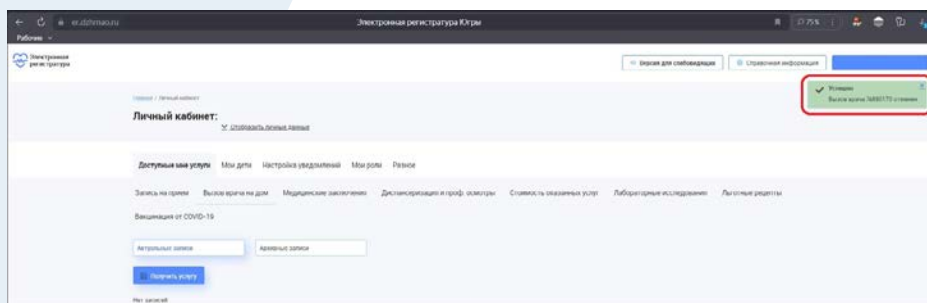 er.dzhmao.ru
Электронная регистратура Югры
75%
Рабочие
Электронная
регистратура
Версия для слабовидящих
Справочная информация
Успешно
Вызов врача 36980170 отменен
Главная / Личный кабинет
Личный кабинет:
Отобразить личные данные
Доступные мне услуги Мои дети Настройка уведомлений Мои роли Разное
Запись на прием Вызов врача на дом Медицинские заключения Диспансеризация и проф. осмотры Стоимость оказанных услуг Лабораторные исследования Льготные рецепты
Вакцинация от COVID-19
Актуальные записи Архивные записи
Получить услугу
Нет записей